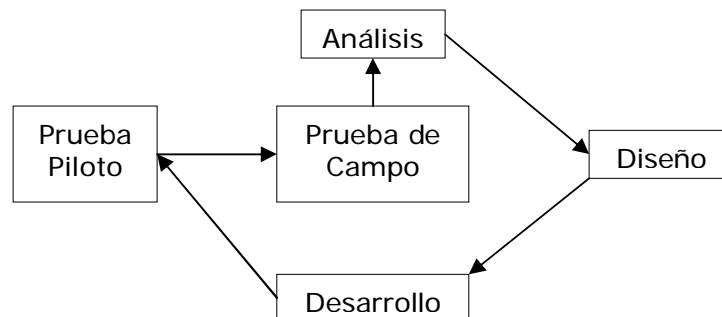 Análisis
Prueba
Piloto
Prueba de
Campo
Diseño
Desarrollo